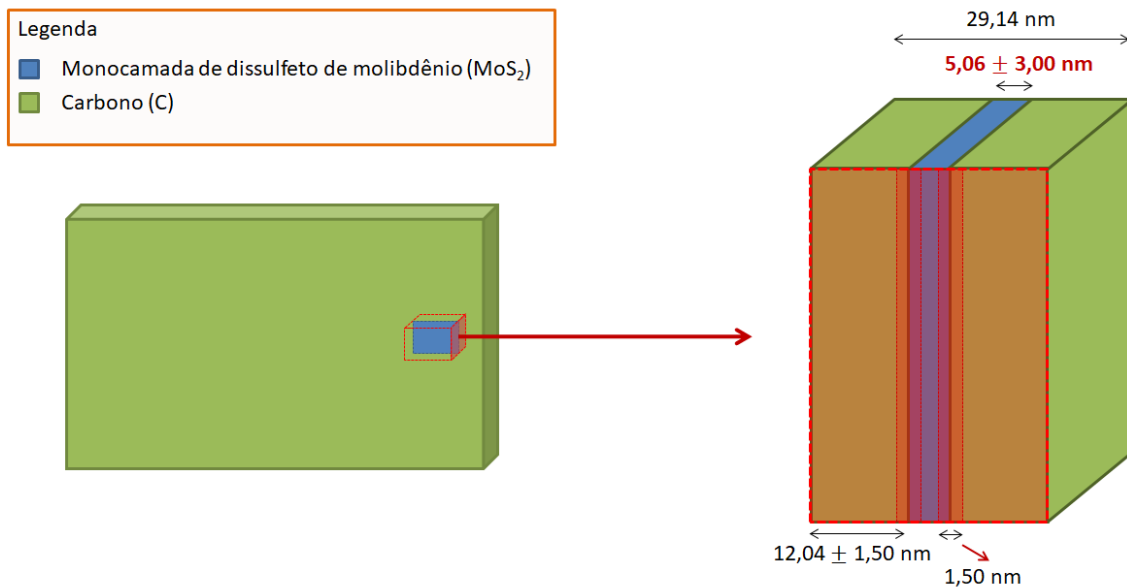 Legenda
Monocamada de dissulfeto de molibdênio (MoS₂)
Carbono (C)
29,14 nm
5,06 ± 3,00 nm
12,04 ± 1,50 nm
1,50 nm